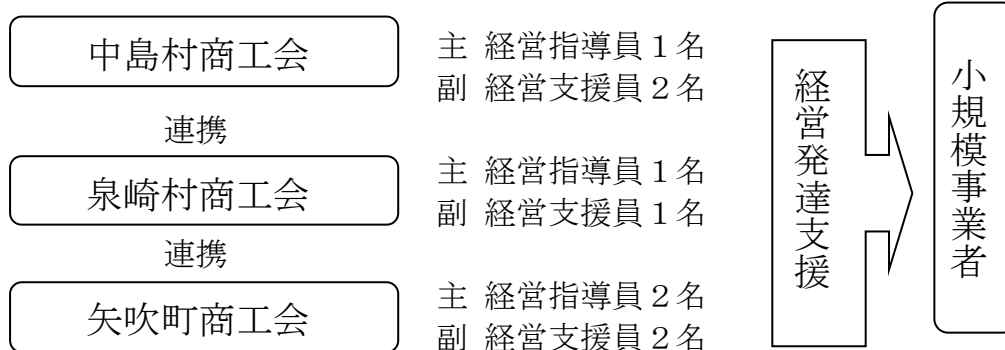 中島村商工会
主 経営指導員１名
副 経営支援員２名
連携
泉崎村商工会
主 経営指導員１名
副 経営支援員１名
連携
矢吹町商工会
主 経営指導員２名
副 経営支援員２名
経営発達支援
小規模事業者